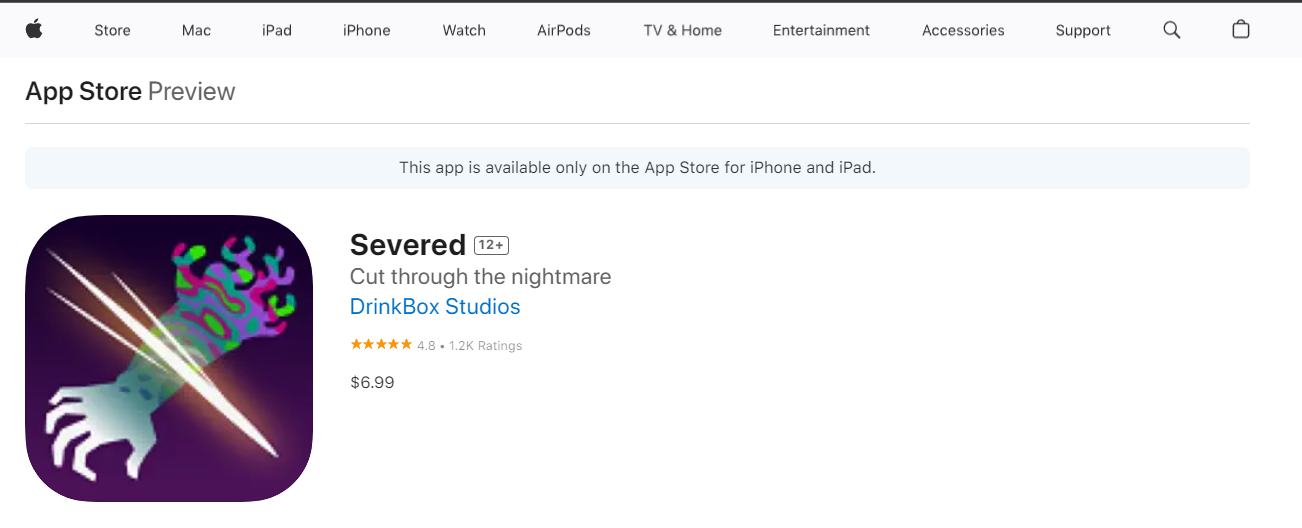 Store Mac iPad iPhone Watch AirPods TV & Home Entertainment Accessories Support
App Store Preview
This app is available only on the App Store for iPhone and iPad.
Severed 12+
Cut through the nightmare
DrinkBox Studios
4.8 • 1.2K Ratings
$6.99